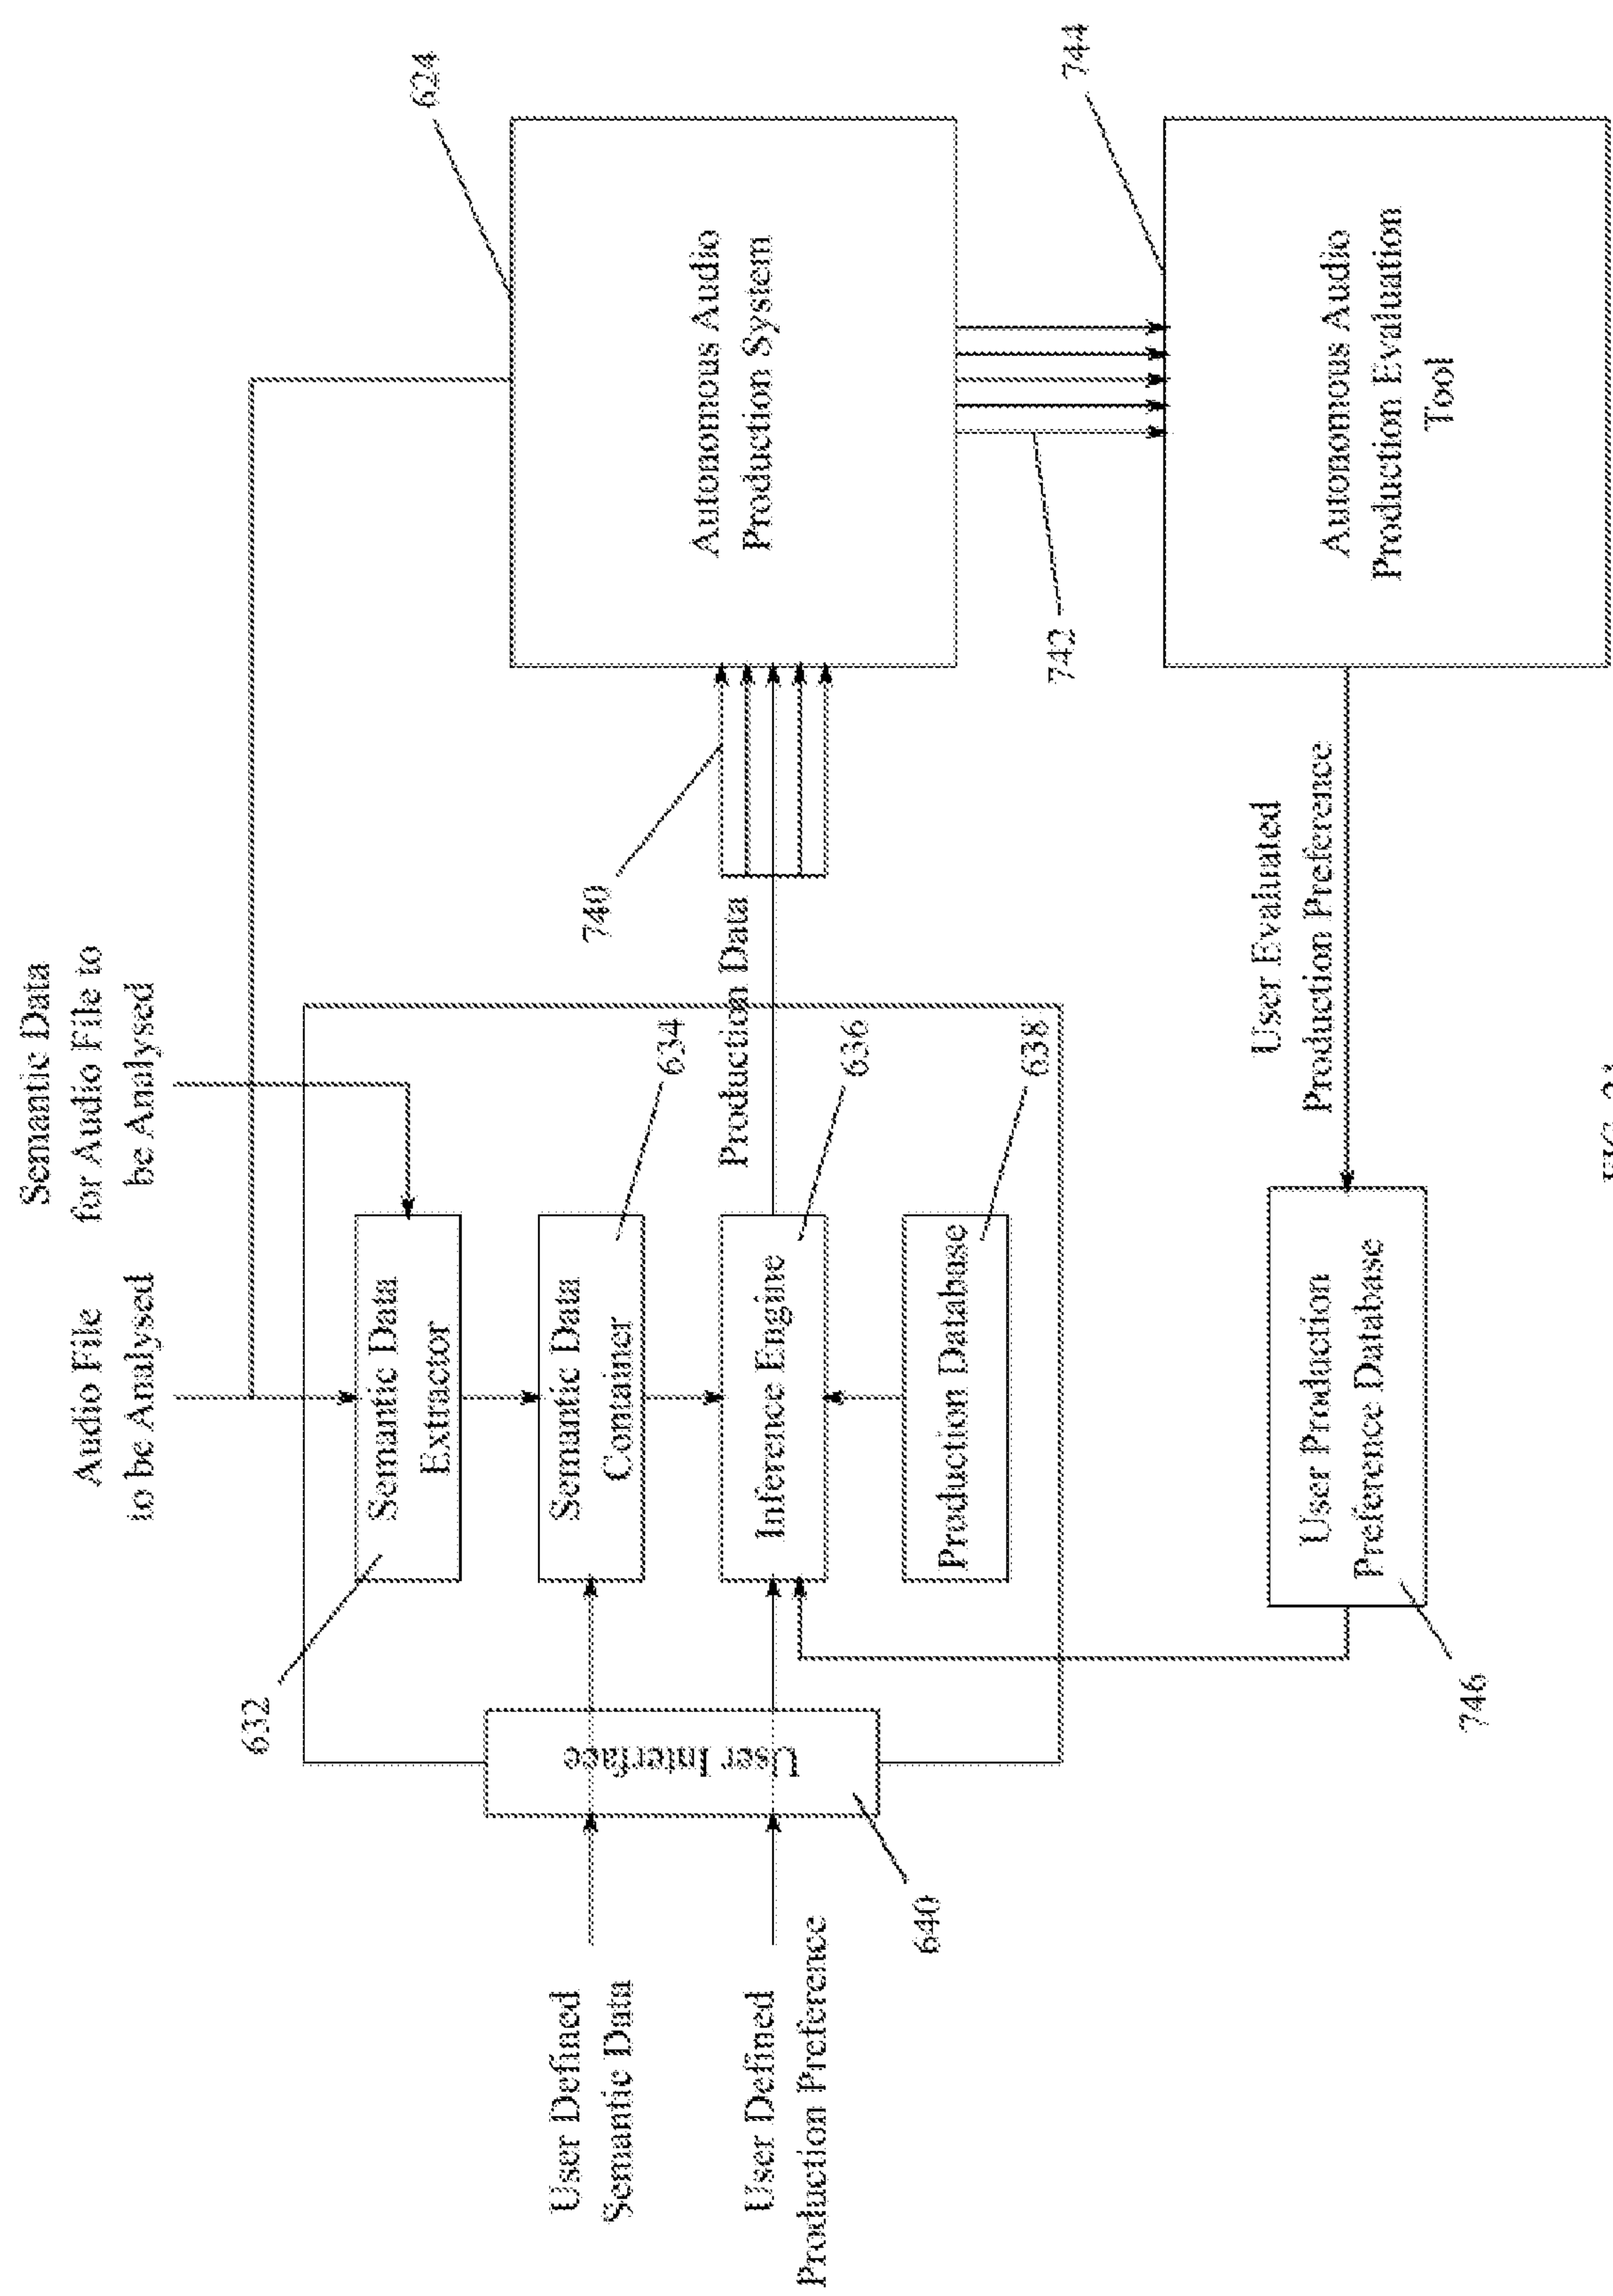 Audio File
to be Analysed
Semantic Data
for Audio File to
be Analysed
624
632
Semantic Data
Extractor
Semantic Data
Container
634
User Defined
Semantic Data
User Interface
User Defined
Production Preference
640
Inference Engine
636
Production Data
740
Autonomous Audio
Production System
Production Database
638
742
744
User Production
Preference Database
746
User Evaluated
Production Preference
Autonomous Audio
Production Evaluation
Tool